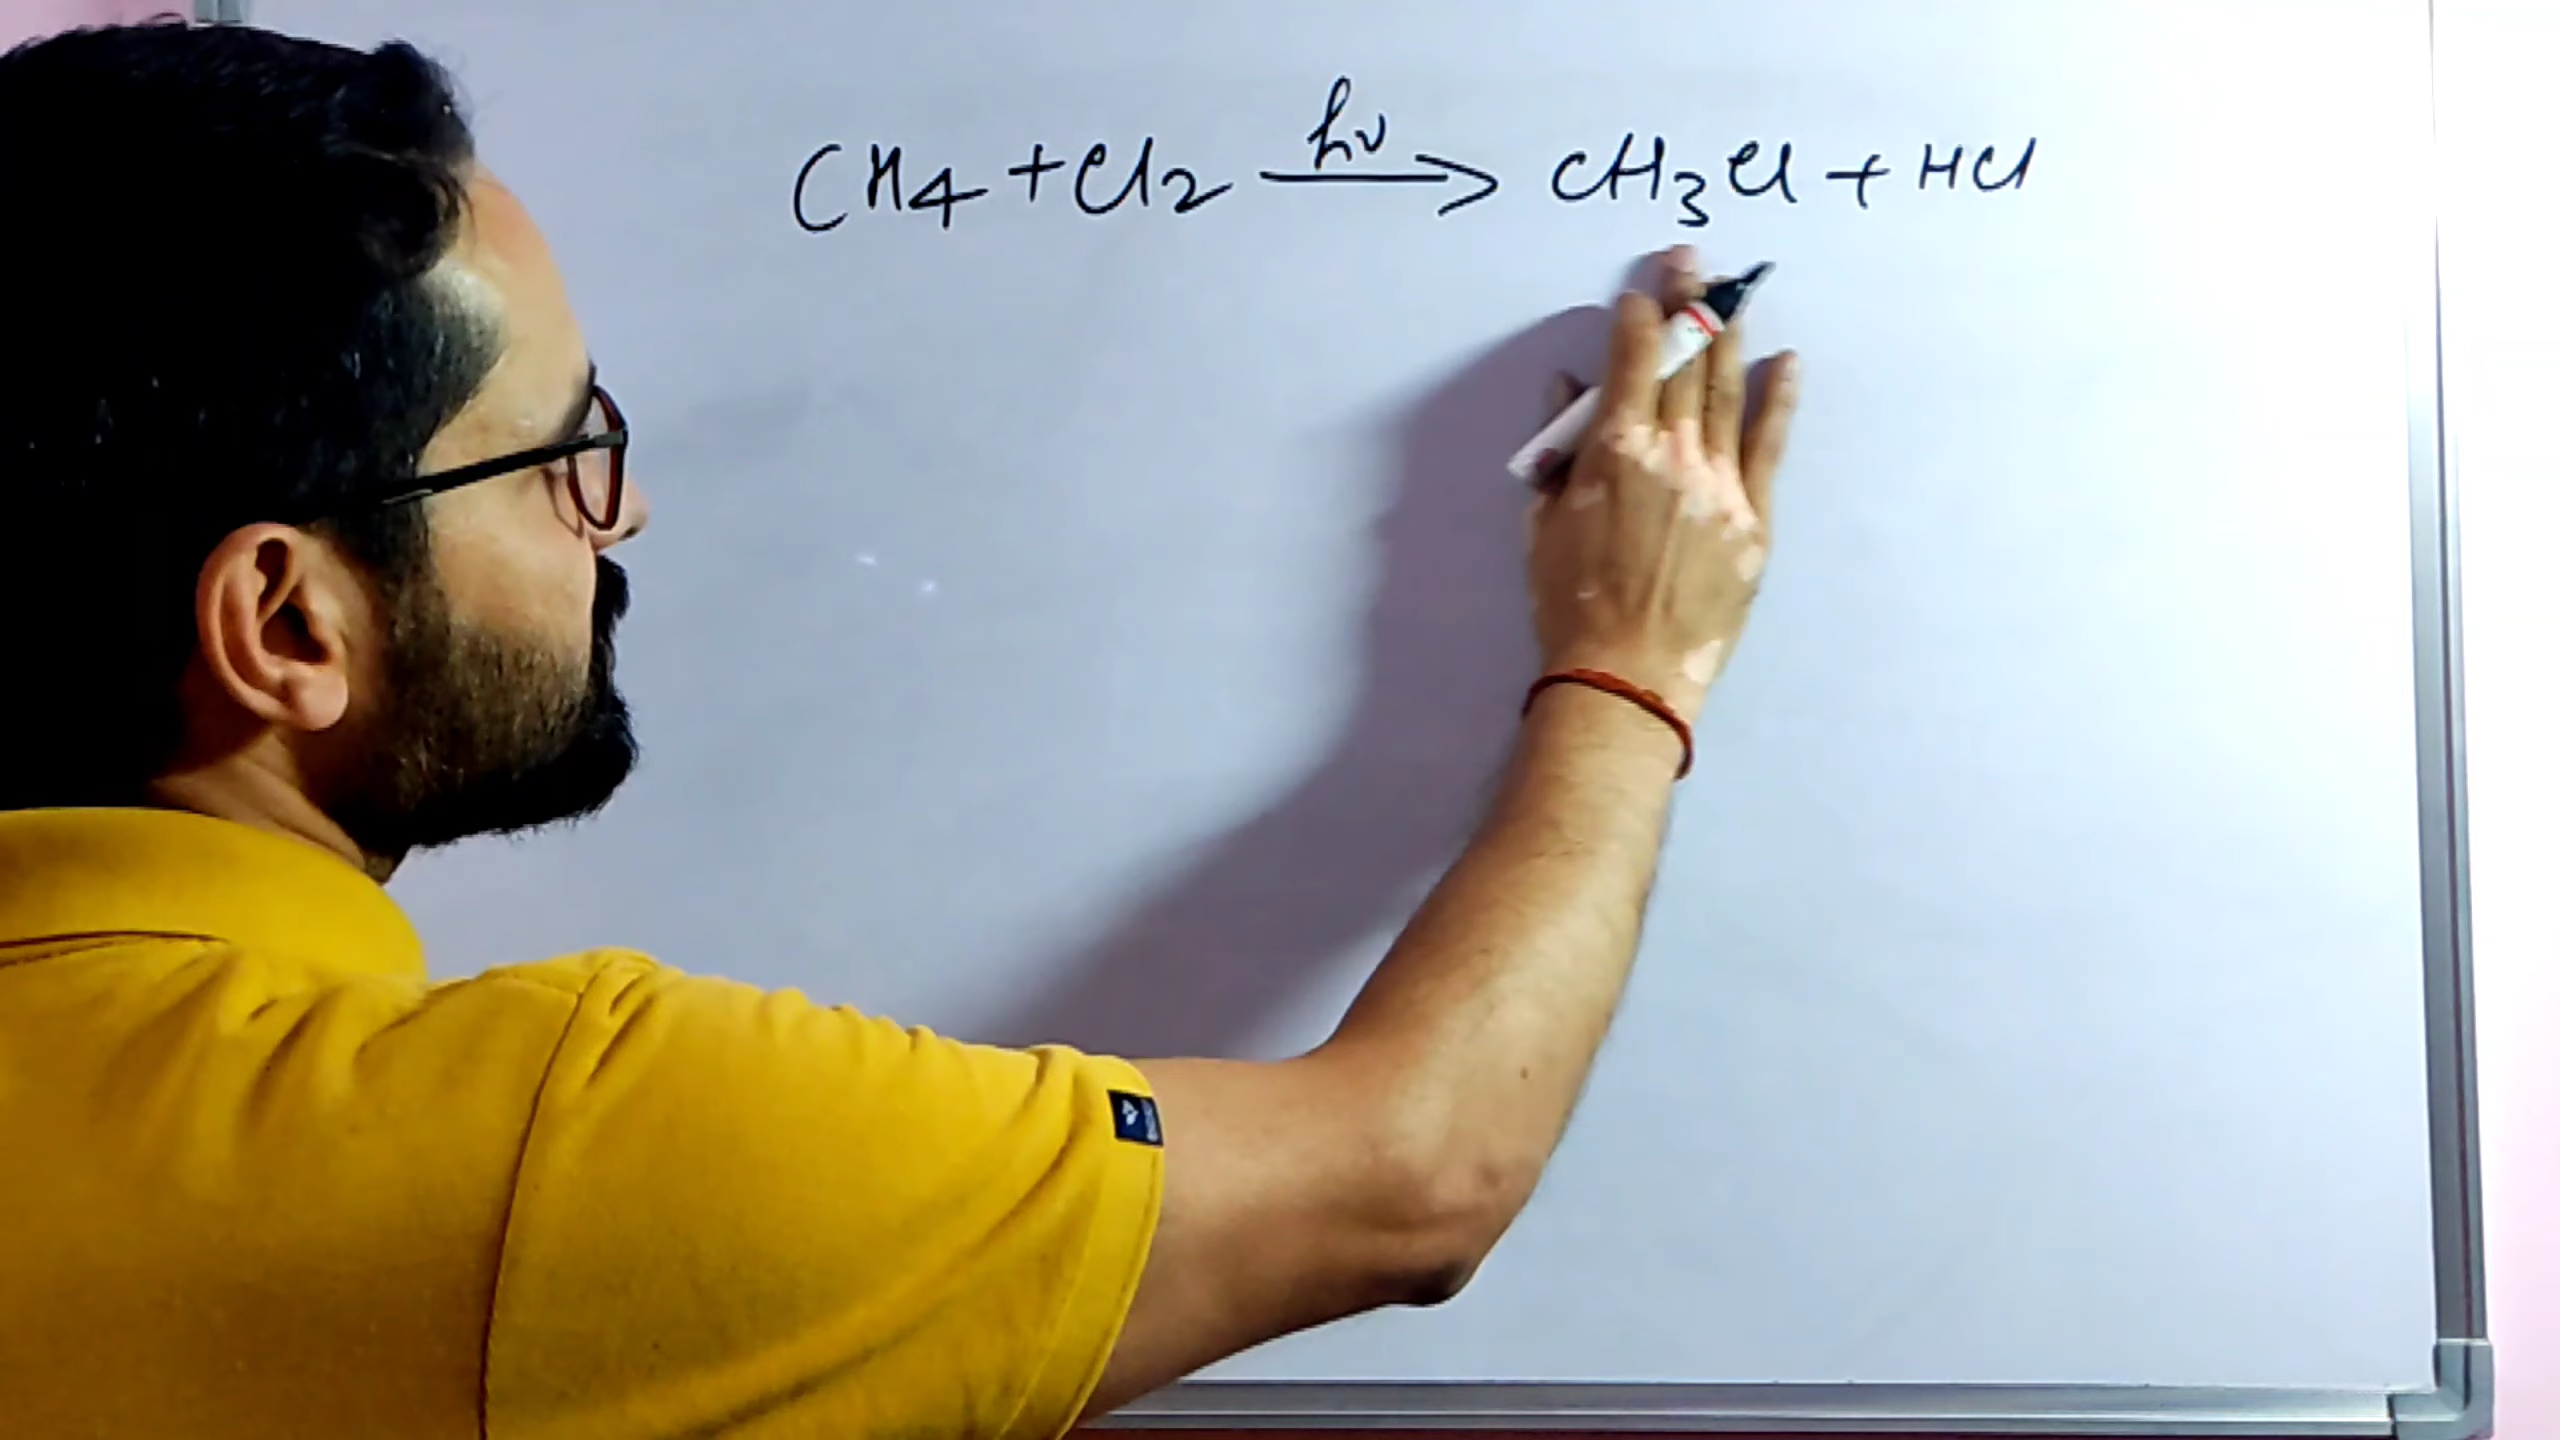 CH4 + Cl2 hν → CH3Cl + HCl